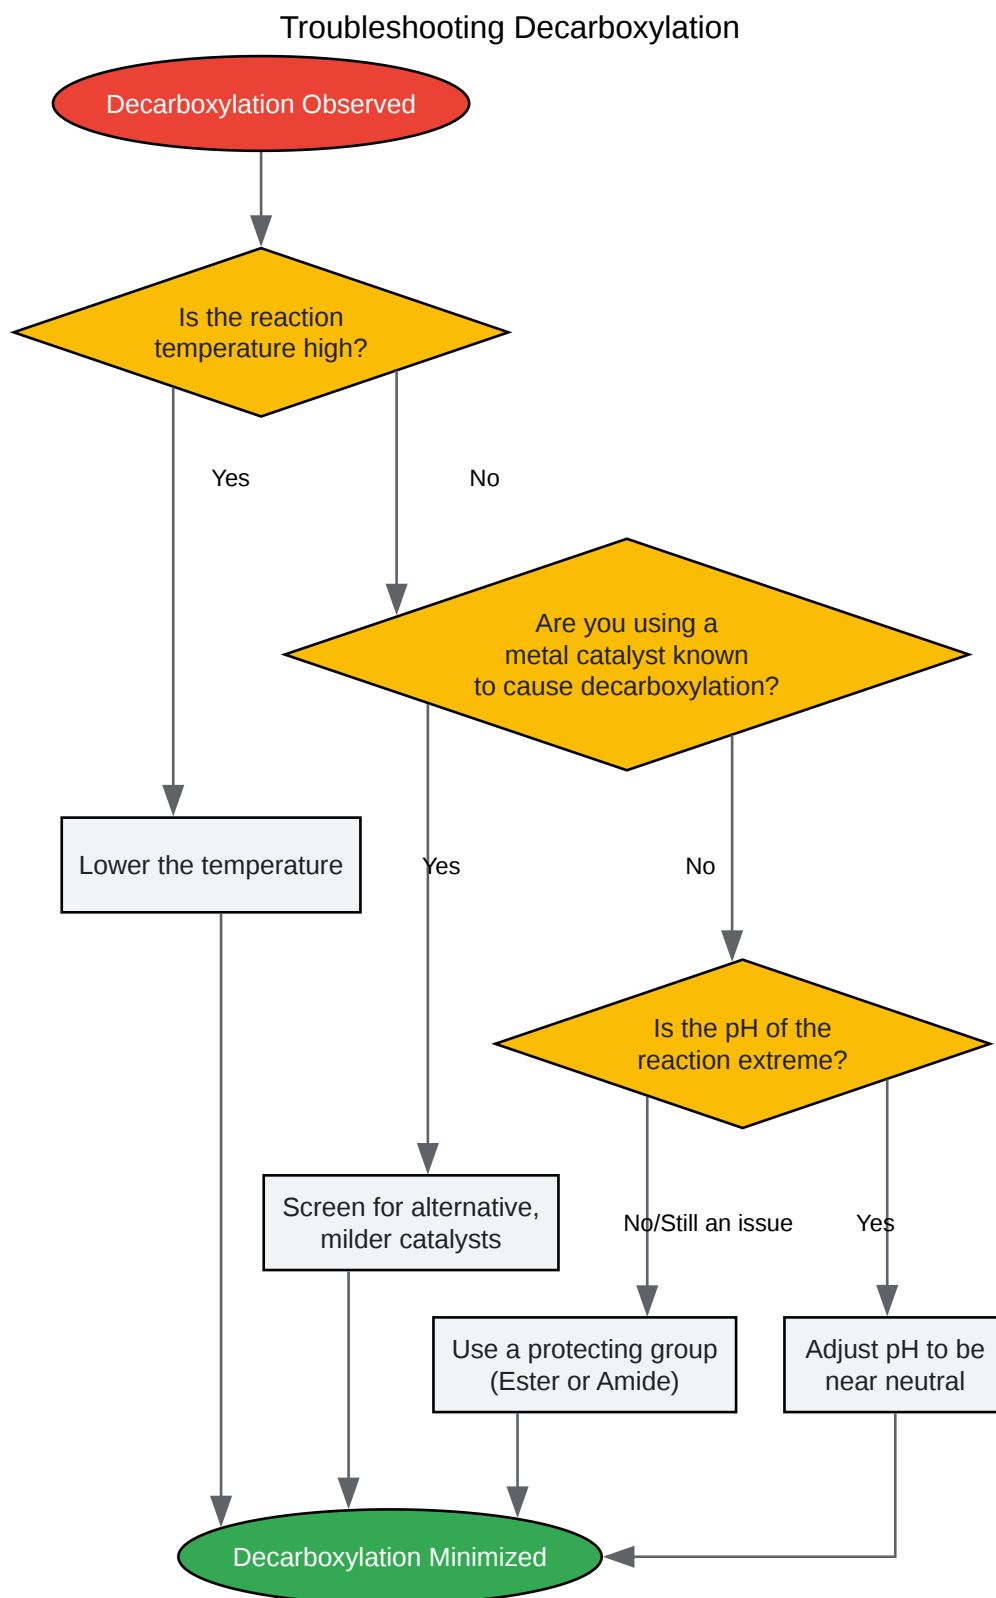 Troubleshooting Decarboxylation
Decarboxylation Observed
Is the reaction
temperature high?
Yes
No
Are you using a
metal catalyst known
to cause decarboxylation?
Lower the temperature
Yes
No
Is the pH of the
reaction extreme?
Screen for alternative,
milder catalysts
No/Still an issue
Yes
Use a protecting group
(Ester or Amide)
Adjust pH to be
near neutral
Decarboxylation Minimized